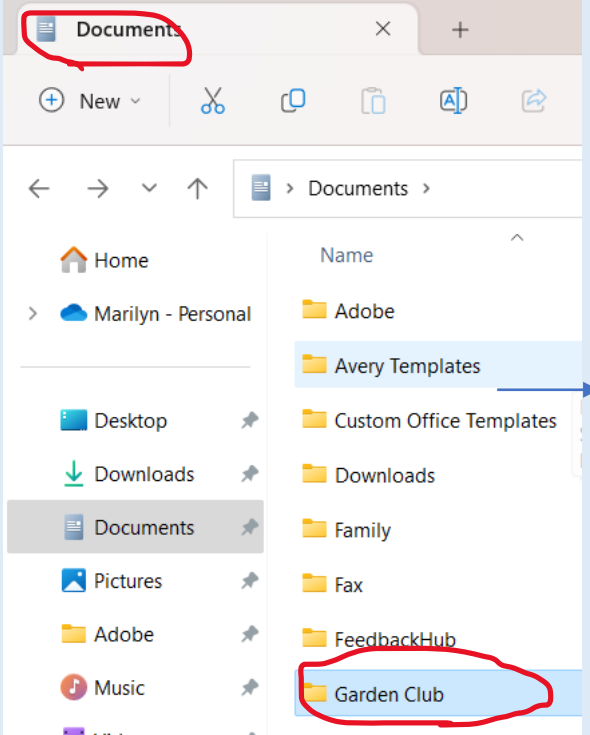 Documents
New
Documents
Home
Marilyn - Personal
Desktop
Downloads
Documents
Pictures
Adobe
Music
Name
Adobe
Avery Templates
Custom Office Templates
Downloads
Family
Fax
FeedbackHub
Garden Club